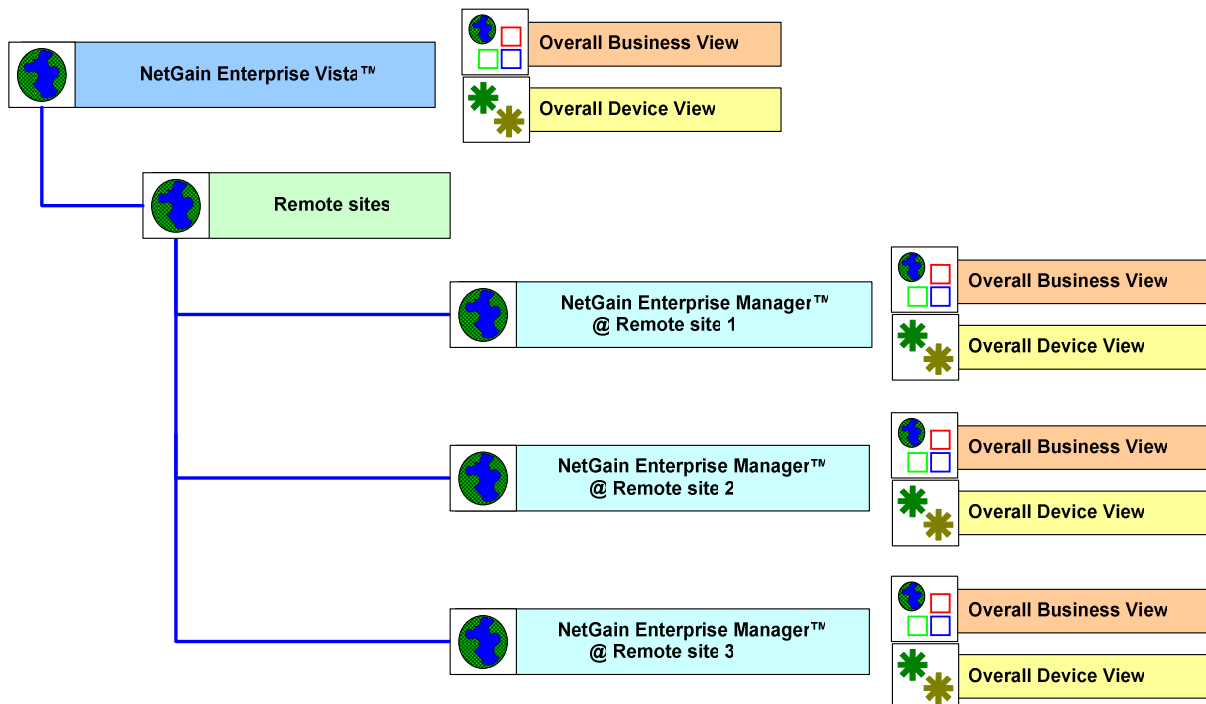 NetGain Enterprise Vista™
Overall Business View
Overall Device View
Remote sites
NetGain Enterprise Manager™
@ Remote site 1
Overall Business View
Overall Device View
NetGain Enterprise Manager™
@ Remote site 2
Overall Business View
Overall Device View
NetGain Enterprise Manager™
@ Remote site 3
Overall Business View
Overall Device View